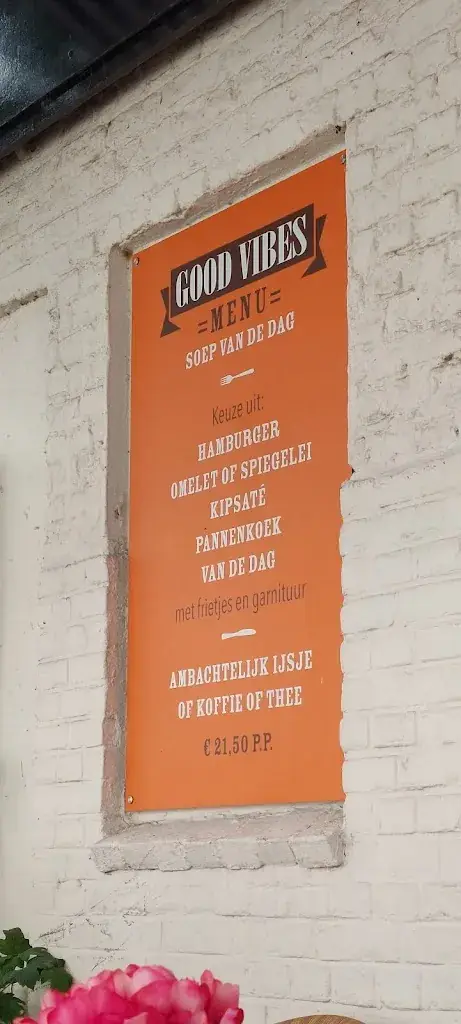 GOOD VIBES
=MENU=
SOEP VAN DE DAG
Keuze uit:
HAMBURGER
OMELET OF SPIEGELEI
KIPSATÉ
PANNENKOEK
VAN DE DAG
met frietjes en garnituur
AMBACHTELIJK IJSJE
OF KOFFIE OF THEE
€ 21,50 P.P.